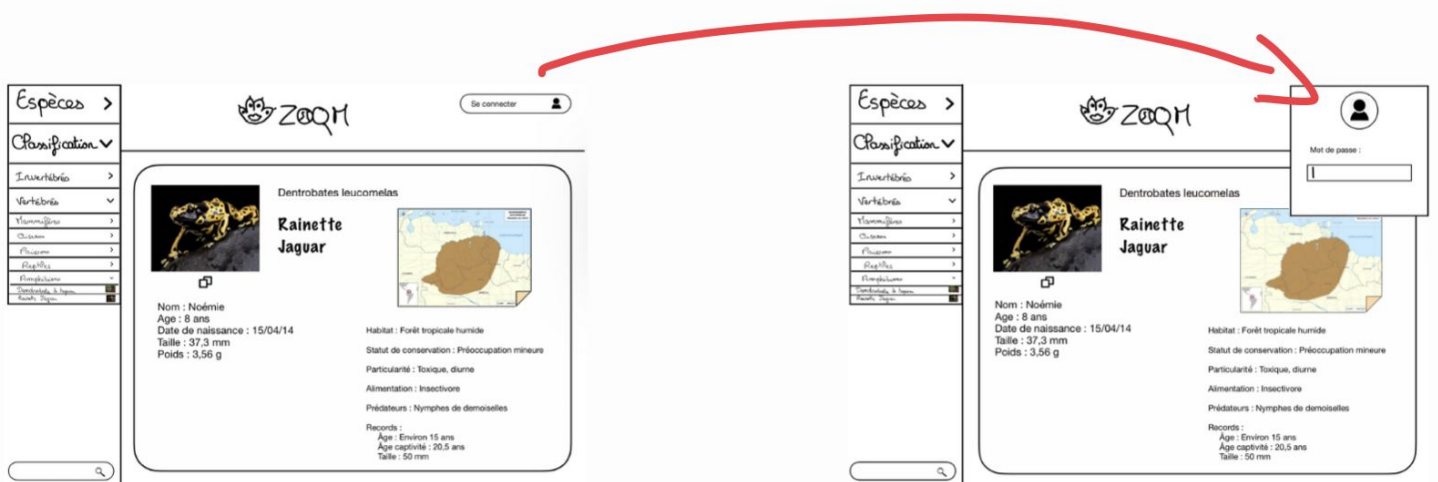 Espèces >
Classification
Invertébrés >
Vertébrés
Mammifères >
Oiseaux >
Poissons >
Reptiles >
Amphibiens
ZOOM
Se connecter
Dentrobates leucomelas
Rainette
Jaguar
Nom : Noémie
Age : 8 ans
Date de naissance : 15/04/14
Taille : 37,3 mm
Poids : 3,56 g
Habitat : Forêt tropicale humide
Statut de conservation : Préoccupation mineure
Particularité : Toxique, diurne
Alimentation : Insectivore
Prédateurs : Nymphes de demoiselles
Records :
Âge : Environ 15 ans
Âge captivité : 20,5 ans
Taille : 50 mm
Espèces >
Classification
Invertébrés >
Vertébrés
Mammifères >
Oiseaux >
Poissons >
Reptiles >
Amphibiens
ZOOM
Mot de passe :
Dentrobates leucomelas
Rainette
Jaguar
Nom : Noémie
Age : 8 ans
Date de naissance : 15/04/14
Taille : 37,3 mm
Poids : 3,56 g
Habitat : Forêt tropicale humide
Statut de conservation : Préoccupation mineure
Particularité : Toxique, diurne
Alimentation : Insectivore
Prédateurs : Nymphes de demoiselles
Records :
Âge : Environ 15 ans
Âge captivité : 20,5 ans
Taille : 50 mm